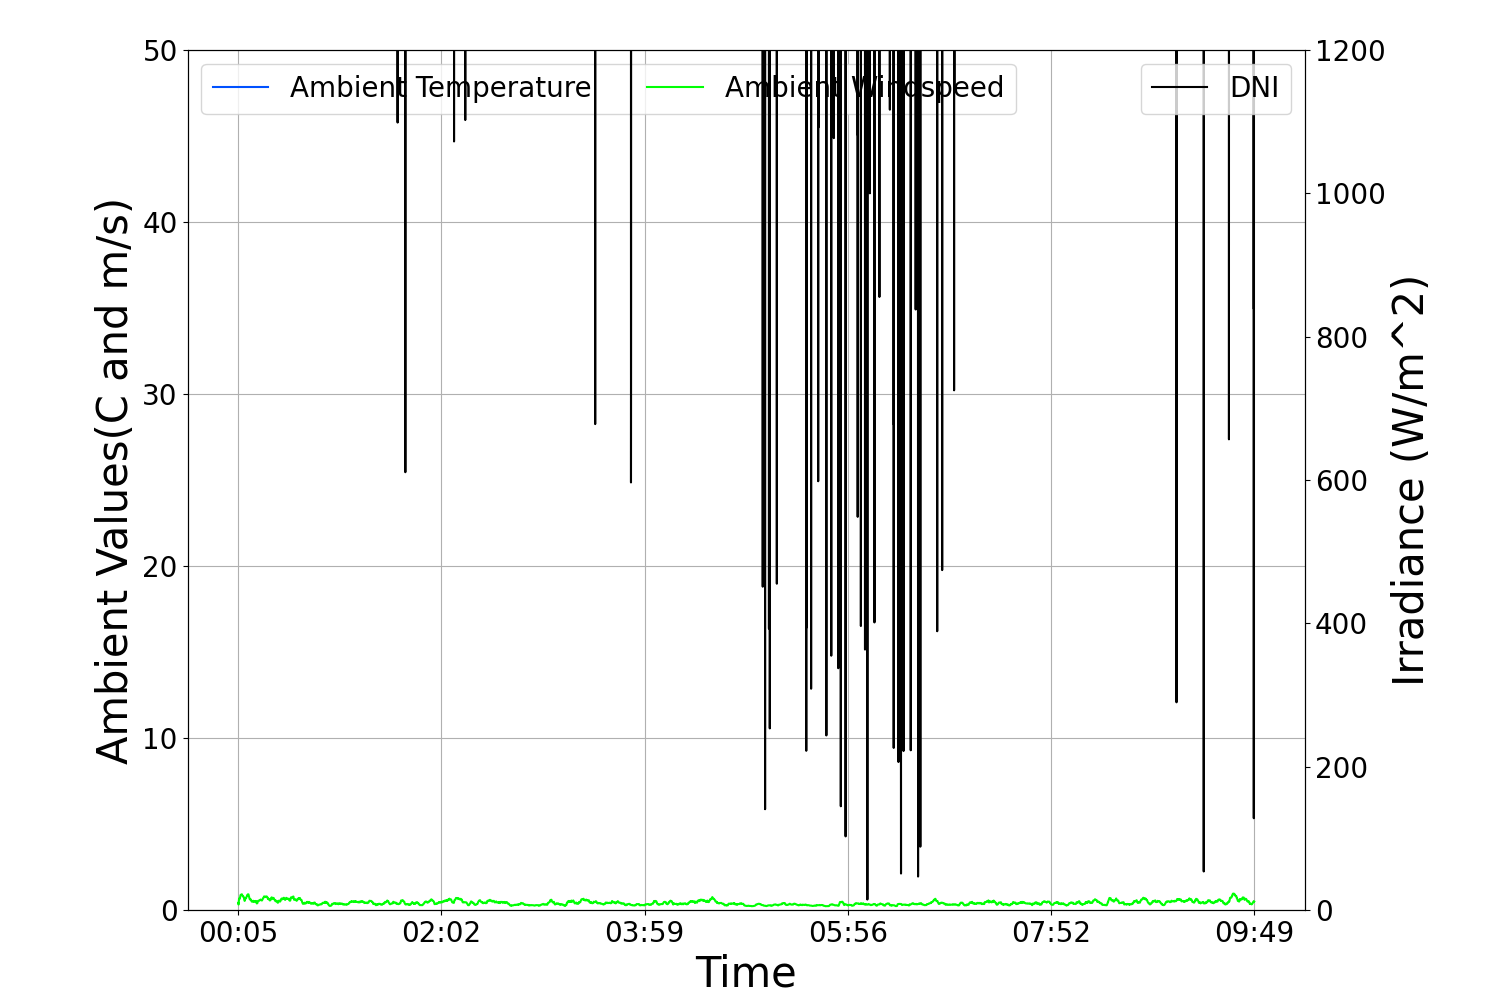 Ambient Temperature
Ambient Windspeed
DNI
50
40
30
20
10
0
Ambient Values(C and m/s)
1200
1000
800
600
400
200
0
Irradiance (W/m^2)
00:05 02:02 03:59 05:56 07:52 09:49
Time